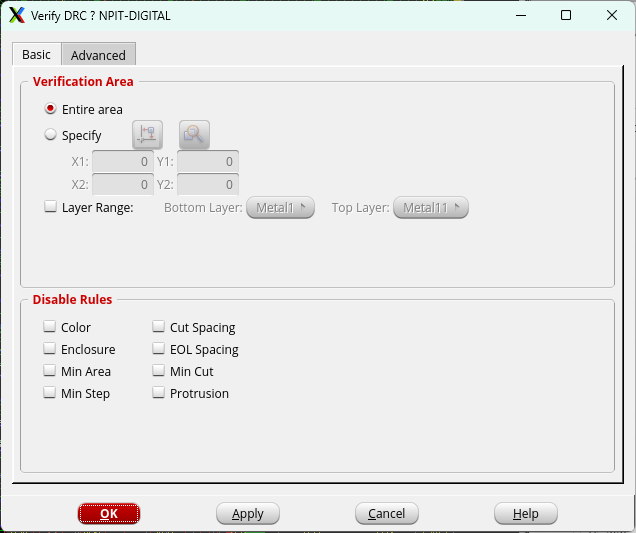 Verify DRC ? NPIT-DIGITAL
Basic Advanced
Verification Area
Entire area
Specify
X1: 0 Y1: 0
X2: 0 Y2: 0
Layer Range: Bottom Layer: Metal1 Top Layer: Metal11
Disable Rules
Color Cut Spacing
Enclosure EOL Spacing
Min Area Min Cut
Min Step Protrusion
OK Apply Cancel Help